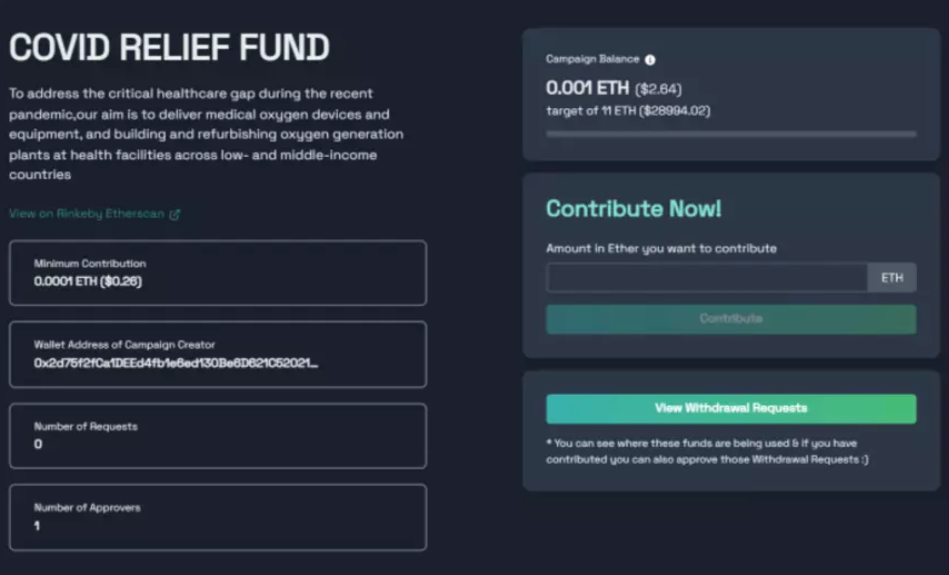 COVID RELIEF FUND
To address the critical healthcare gap during the recent
pandemic,our aim is to deliver medical oxygen devices and
equipment, and building and refurbishing oxygen generation
plants at health facilities across low- and middle-income
countries
View on Rinkeby Etherscan
Minimum Contribution
0.0001 ETH ($0.26)
Wallet Address of Campaign Creator
0x2d75f2fCa1DEEd4fb1e6ed130Be6D621C52021...
Number of Requests
0
Number of Approvers
1
Campaign Balance
0.001 ETH ($2.64)
target of 11 ETH ($28994.02)
Contribute Now!
Amount in Ether you want to contribute
ETH
Contribute
View Withdrawal Requests
* You can see where these funds are being used & if you have
contributed you can also approve those Withdrawal Requests :)